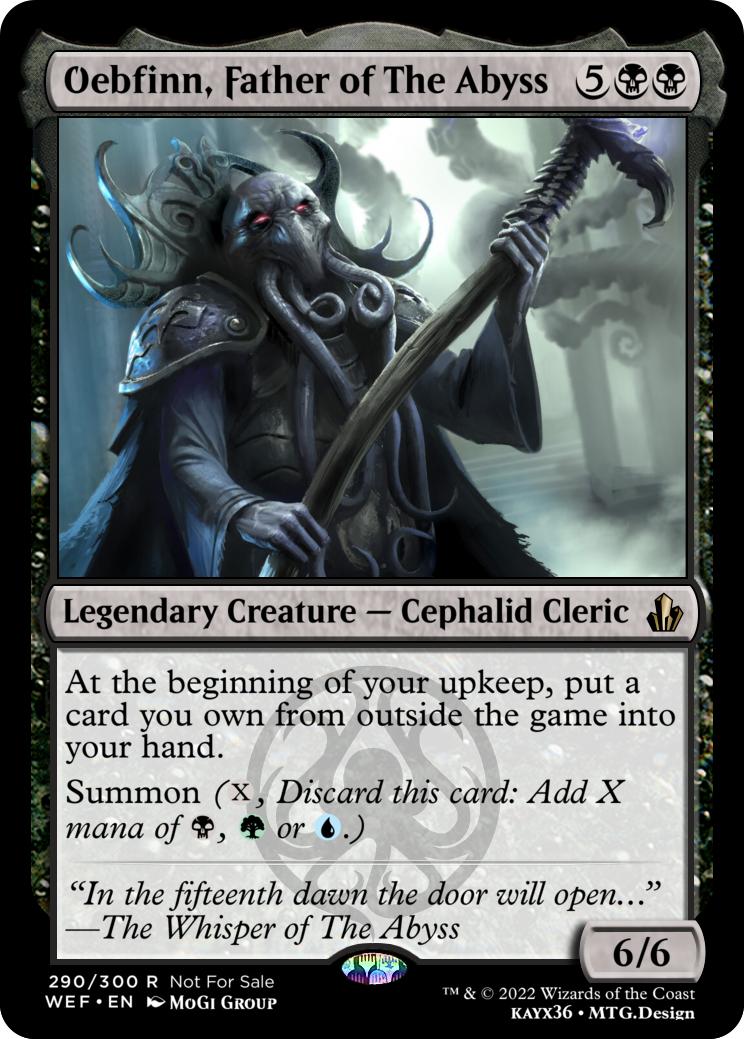 Oebfinn, Father of The Abyss 5
Legendary Creature — Cephalid Cleric
At the beginning of your upkeep, put a
card you own from outside the game into
your hand.
Summon (X, Discard this card: Add X
mana of , or .)
“In the fifteenth dawn the door will open...”
—The Whisper of The Abyss
6/6
290/300 R Not For Sale
WEF • EN MoGi Group
™ & © 2022 Wizards of the Coast
KAYX36 • MTG.Design